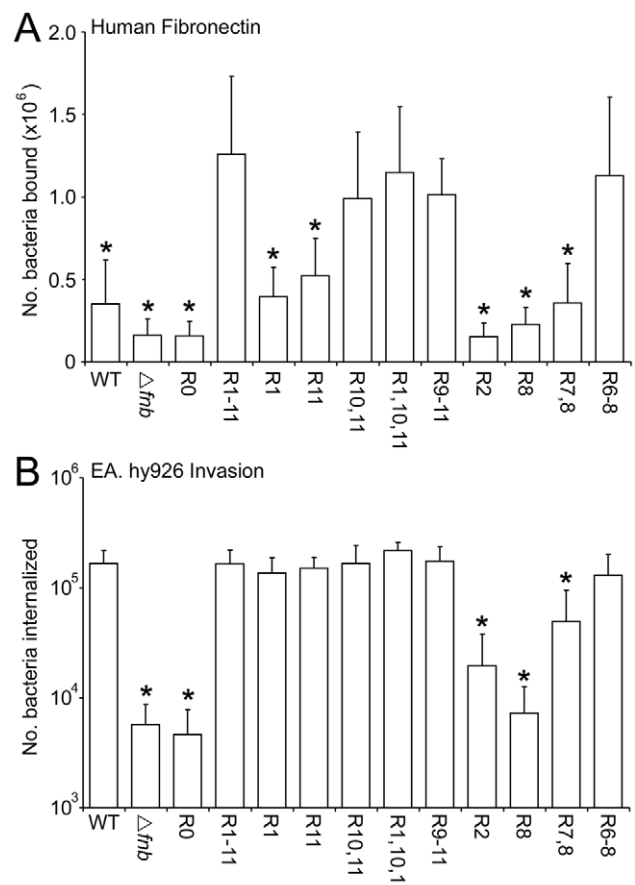 A Human Fibronectin
No. bacteria bound (x10⁶)
2.0
1.5
1.0
0.5
0
* * * * * * * *
WT △fnb R0 R1-11 R1 R11 R10,11 R1,10,11 R9-11 R2 R8 R7,8 R6-8
B EA. hy926 Invasion
No. bacteria internalized
10⁶
10⁵
10⁴
10³
* * * * *
WT △fnb R0 R1-11 R1 R11 R10,11 R1,10,1 R9-11 R2 R8 R7,8 R6-8